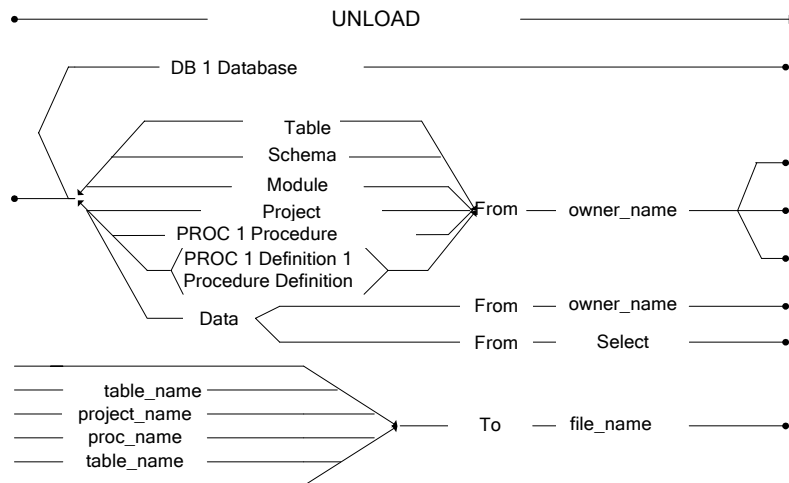 UNLOAD
DB 1 Database
Table
Schema
Module
Project
From owner_name
PROC 1 Procedure
PROC 1 Definition 1
Procedure Definition
From owner_name
Data
From Select
table_name
project_name
To file_name
proc_name
table_name